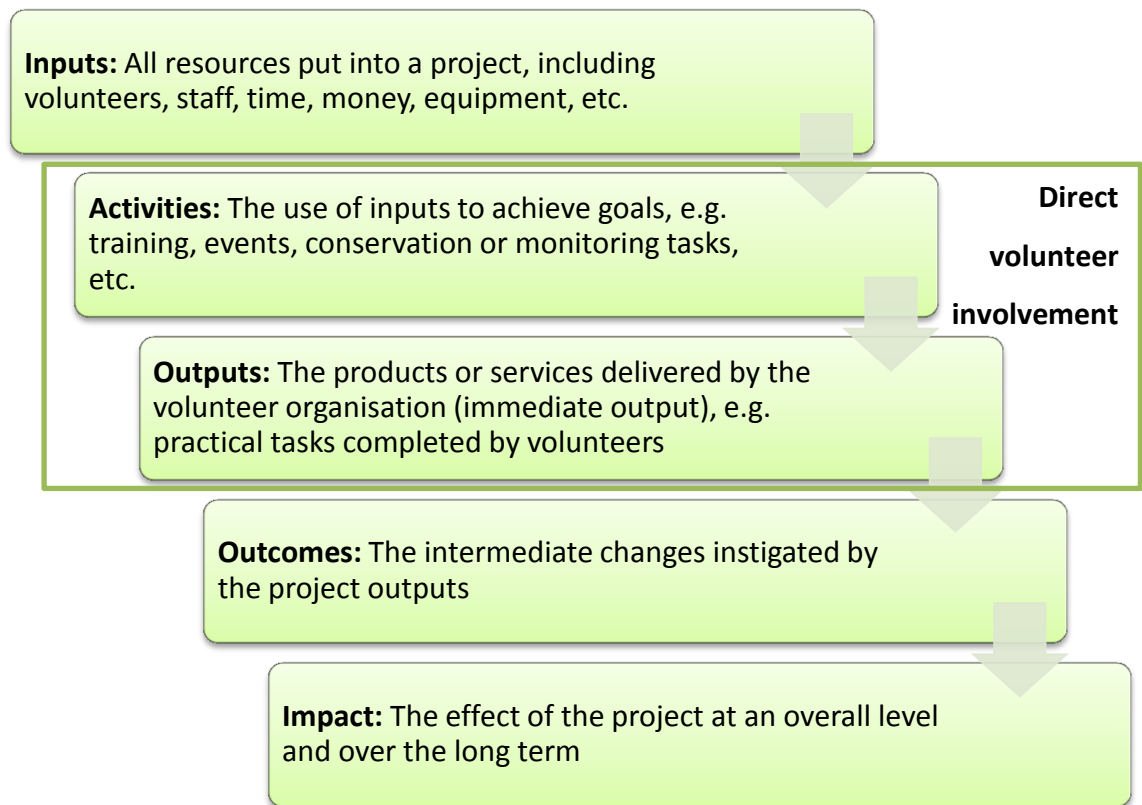 Inputs: All resources put into a project, including
volunteers, staff, time, money, equipment, etc.
Activities: The use of inputs to achieve goals, e.g.
training, events, conservation or monitoring tasks,
etc.
Direct
volunteer
involvement
Outputs: The products or services delivered by the
volunteer organisation (immediate output), e.g.
practical tasks completed by volunteers
Outcomes: The intermediate changes instigated by
the project outputs
Impact: The effect of the project at an overall level
and over the long term